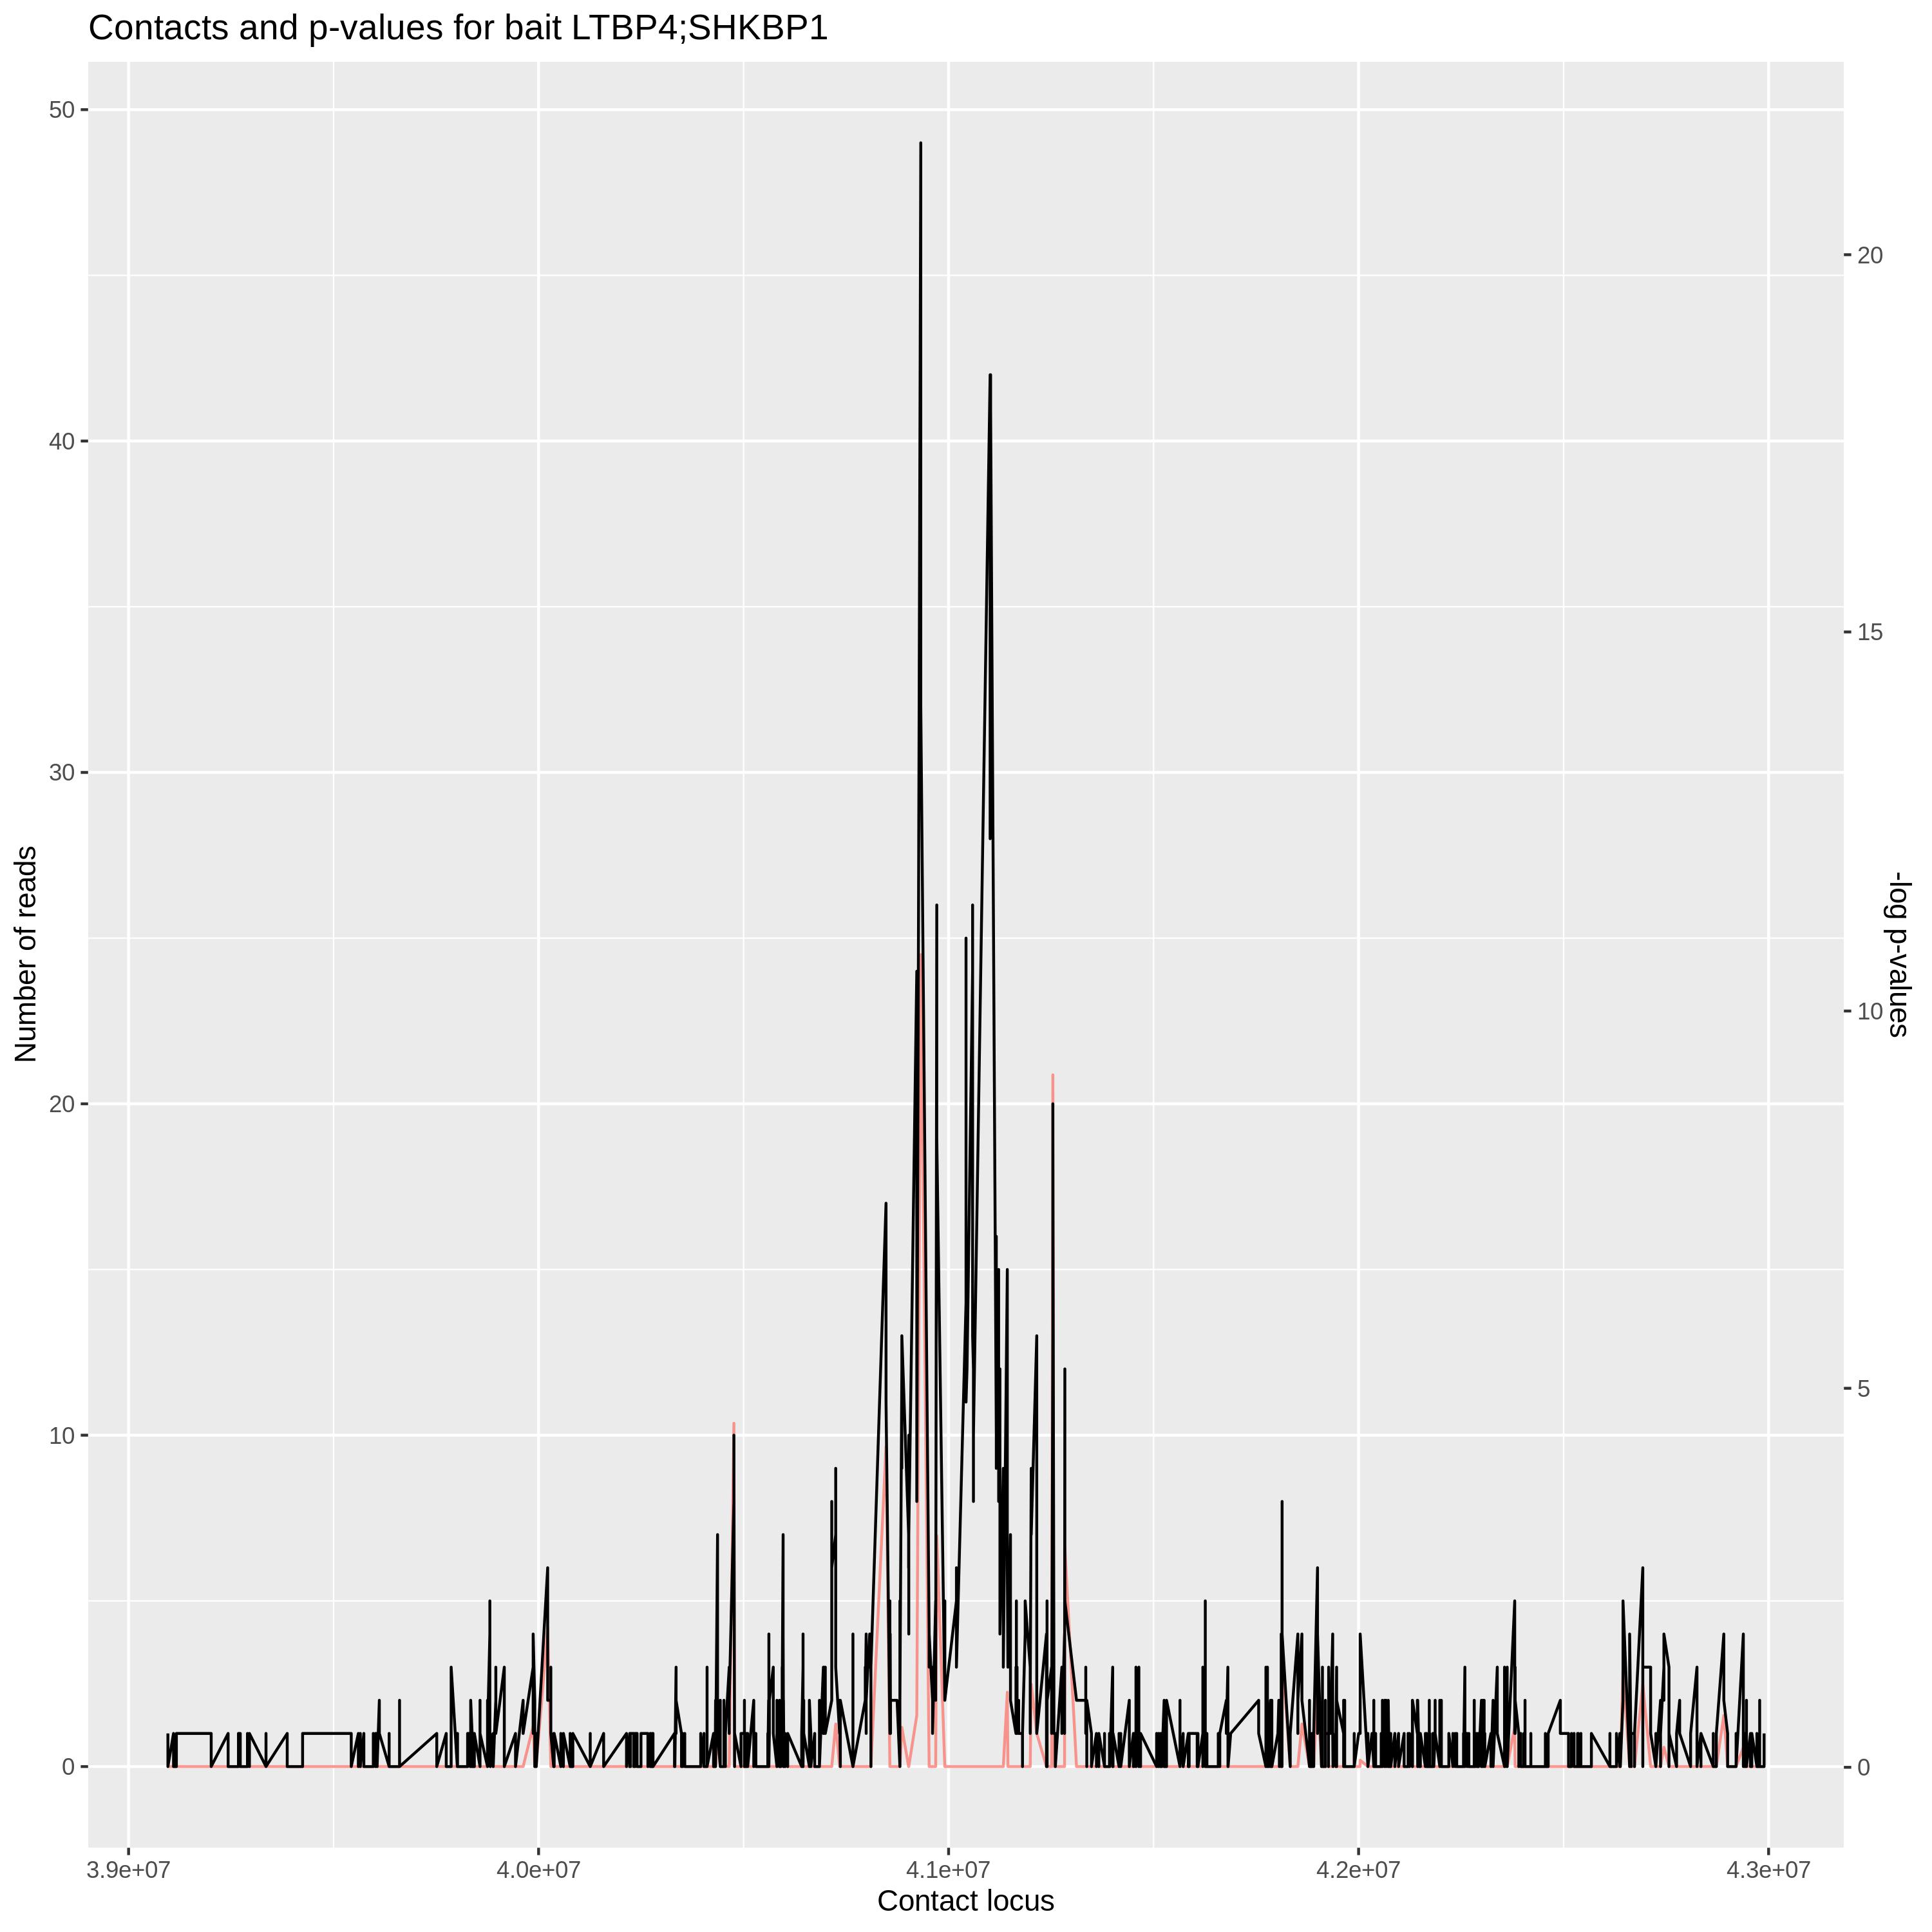 Contacts and p-values for bait LTBP4;SHKBP1
50
40
30
20
10
0
Number of reads
20
15
10
5
0
-log p-values
3.9e+07
4.0e+07
4.1e+07
4.2e+07
4.3e+07
Contact locus